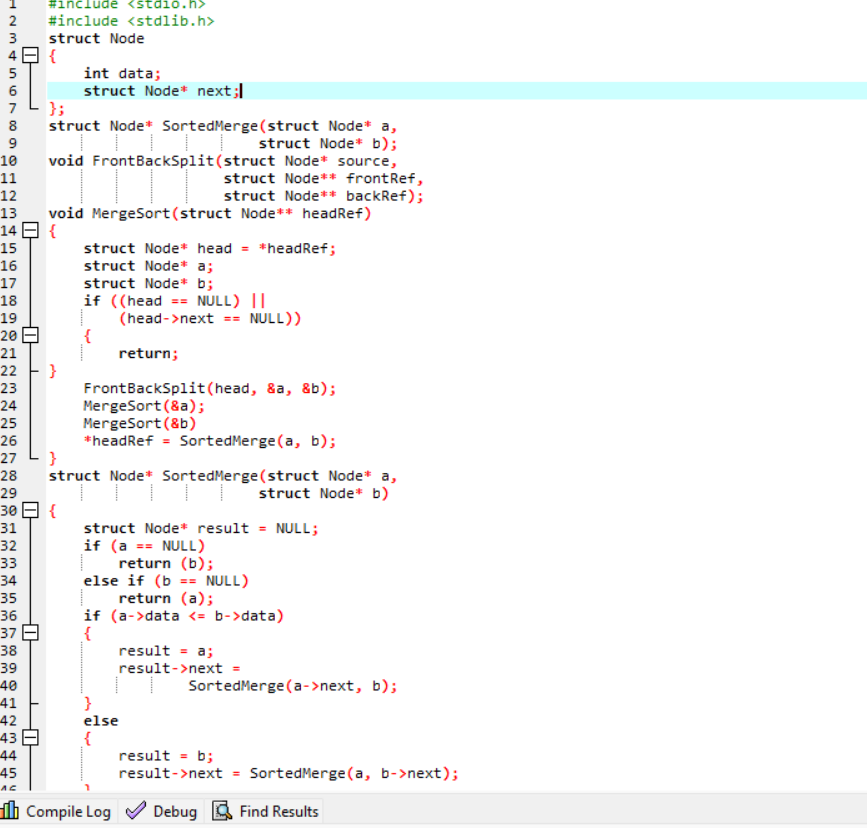 1 #include <stdio.h>
2 #include <stdlib.h>
3 struct Node
4 {
5 int data;
6 struct Node* next;
7 };
8 struct Node* SortedMerge(struct Node* a,
9 struct Node* b);
10 void FrontBackSplit(struct Node* source,
11 struct Node** frontRef,
12 struct Node** backRef);
13 void MergeSort(struct Node** headRef)
14 {
15 struct Node* head = *headRef;
16 struct Node* a;
17 struct Node* b;
18 if ((head == NULL) ||
19 (head->next == NULL))
20 {
21 return;
22 }
23 FrontBackSplit(head, &a, &b);
24 MergeSort(&a);
25 MergeSort(&b)
26 *headRef = SortedMerge(a, b);
27 }
28 struct Node* SortedMerge(struct Node* a,
29 struct Node* b)
30 {
31 struct Node* result = NULL;
32 if (a == NULL)
33 return (b);
34 else if (b == NULL)
35 return (a);
36 if (a->data <= b->data)
37 {
38 result = a;
39 result->next =
40 SortedMerge(a->next, b);
41 }
42 else
43 {
44 result = b;
45 result->next = SortedMerge(a, b->next);
46 }
Compile Log Debug Find Results